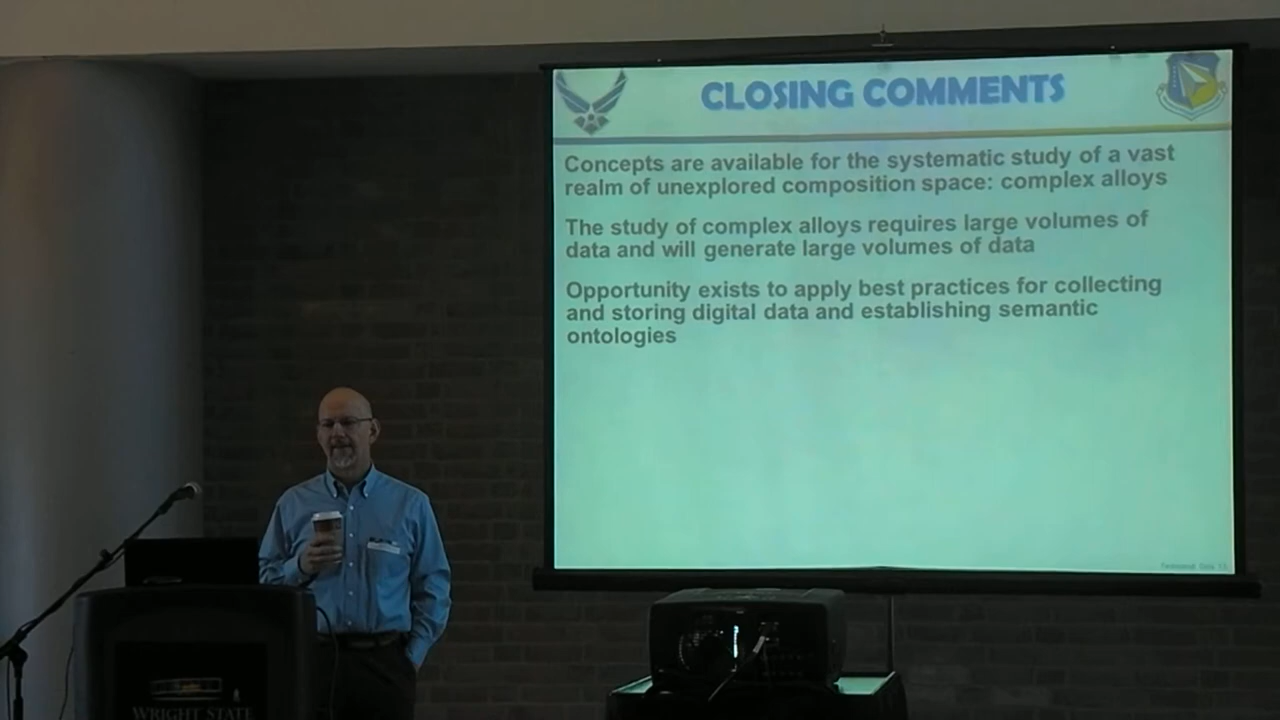 CLOSING COMMENTS
Concepts are available for the systematic study of a vast
realm of unexplored composition space: complex alloys
The study of complex alloys requires large volumes of
data and will generate large volumes of data
Opportunity exists to apply best practices for collecting
and storing digital data and establishing semantic
ontologies
WRIGHT STATE